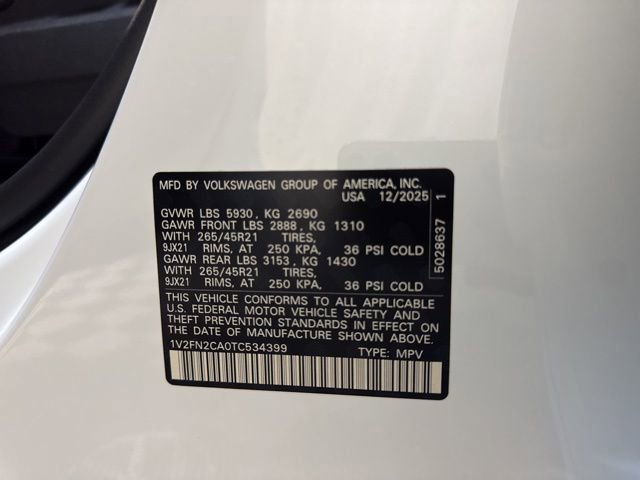 MFD BY VOLKSWAGEN GROUP OF AMERICA, INC.
USA 12/2025
GVWR LBS 5930, KG 2690
GAWR FRONT LBS 2888, KG 1310
WITH 265/45R21 TIRES,
9JX21 RIMS, AT 250 KPA, 36 PSI COLD
GAWR REAR LBS 3153, KG 1430
WITH 265/45R21 TIRES,
9JX21 RIMS, AT 250 KPA, 36 PSI COLD
5028637 1
THIS VEHICLE CONFORMS TO ALL APPLICABLE
U.S. FEDERAL MOTOR VEHICLE SAFETY AND
THEFT PREVENTION STANDARDS IN EFFECT ON
THE DATE OF MANUFACTURE SHOWN ABOVE.
1V2FN2CA0TC534399 TYPE: MPV